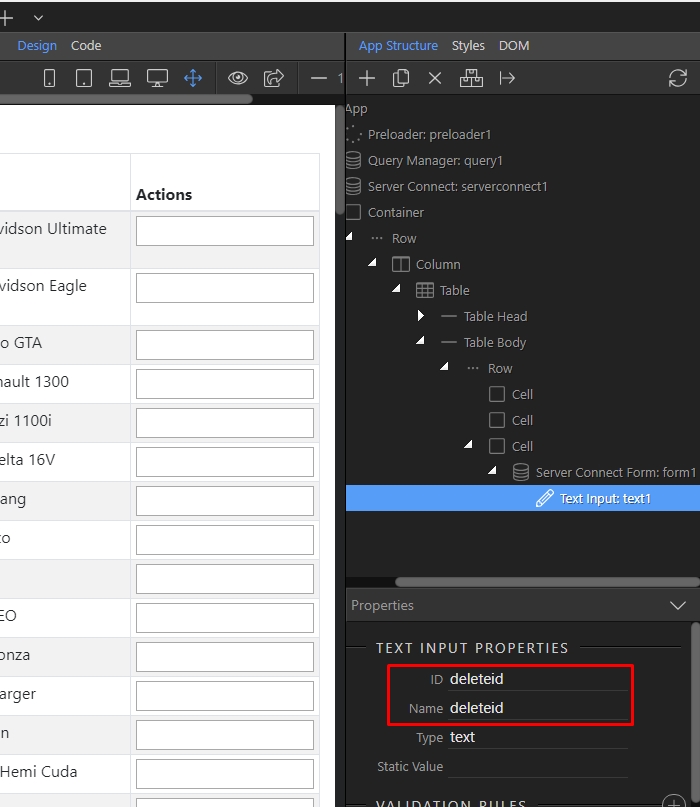 Design Code
App Structure Styles DOM
1
App
Preloader: preloader1
Query Manager: query1
Server Connect: serverconnect1
Container
Row
Column
Table
Table Head
Table Body
Row
Cell
Cell
Cell
Server Connect Form: form1
Text Input: text1
Actions
vidson Ultimate
vidson Eagle
o GTA
nault 1300
zi 1100i
elta 16V
ang
to
EO
onza
arger
n
Hemi Cuda
Properties
TEXT INPUT PROPERTIES
ID deleteid
Name deleteid
Type text
Static Value
VALIDATION RULES